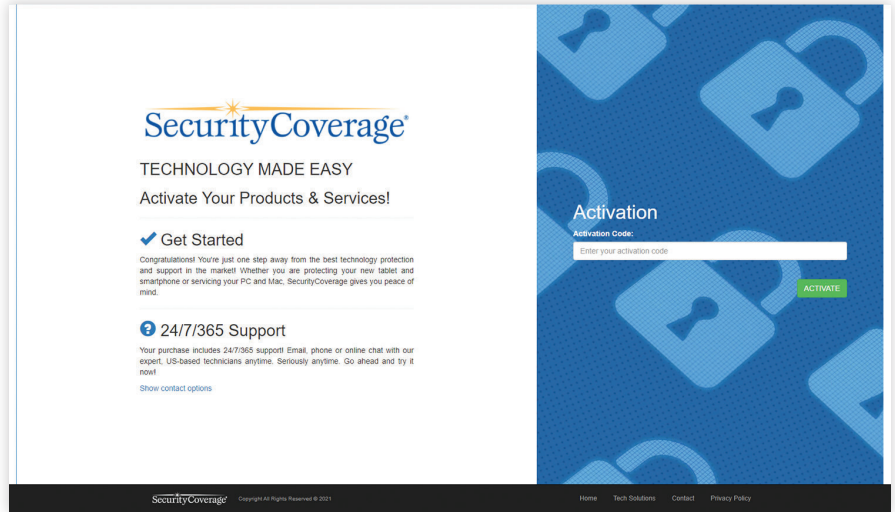 SecurityCoverage®
TECHNOLOGY MADE EASY
Activate Your Products & Services!
Get Started
Congratulations! You're just one step away from the best technology protection
and support in the market! Whether you are protecting your new tablet and
smartphone or servicing your PC and Mac, SecurityCoverage gives you peace of
mind.
24/7/365 Support
Your purchase includes 24/7/365 support! Email, phone or online chat with our
expert, US-based technicians anytime. Seriously anytime. Go ahead and try it
now!
Show contact options
Activation
Activation Code:
Enter your activation code
ACTIVATE
SecurityCoverage® Copyright All Rights Reserved © 2021
Home Tech Solutions Contact Privacy Policy